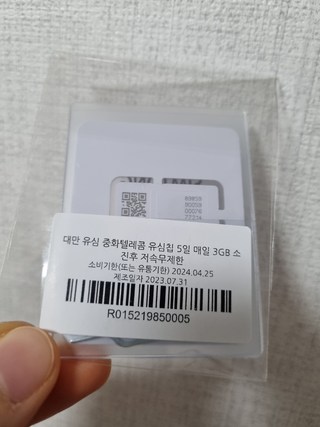 대만 유심 중화텔레콤 유심칩 5일 매일 3GB 소
진후 저속무제한
소비기한(또는 유통기한) 2024.04.25
제조일자 2023.07.31
R015219850005